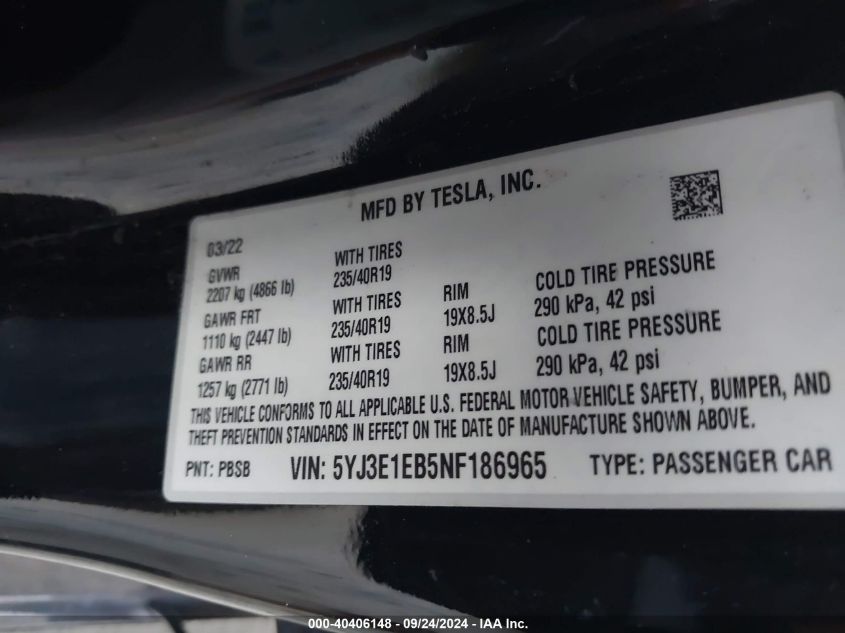 MFD BY TESLA, INC.
03/22
GVWR
2207 kg (4866 lb)
WITH TIRES
235/40R19
GAWR FRT
1110 kg (2447 lb)
WITH TIRES
235/40R19
RIM
19X8.5J
COLD TIRE PRESSURE
290 kPa, 42 psi
GAWR RR
1257 kg (2771 lb)
WITH TIRES
235/40R19
RIM
19X8.5J
COLD TIRE PRESSURE
290 kPa, 42 psi
THIS VEHICLE CONFORMS TO ALL APPLICABLE U.S. FEDERAL MOTOR VEHICLE SAFETY, BUMPER, AND
THEFT PREVENTION STANDARDS IN EFFECT ON THE DATE OF MANUFACTURE SHOWN ABOVE.
PNT: PBSB VIN: 5YJ3E1EB5NF186965 TYPE: PASSENGER CAR
000-40406148 - 09/24/2024 - IAA Inc.